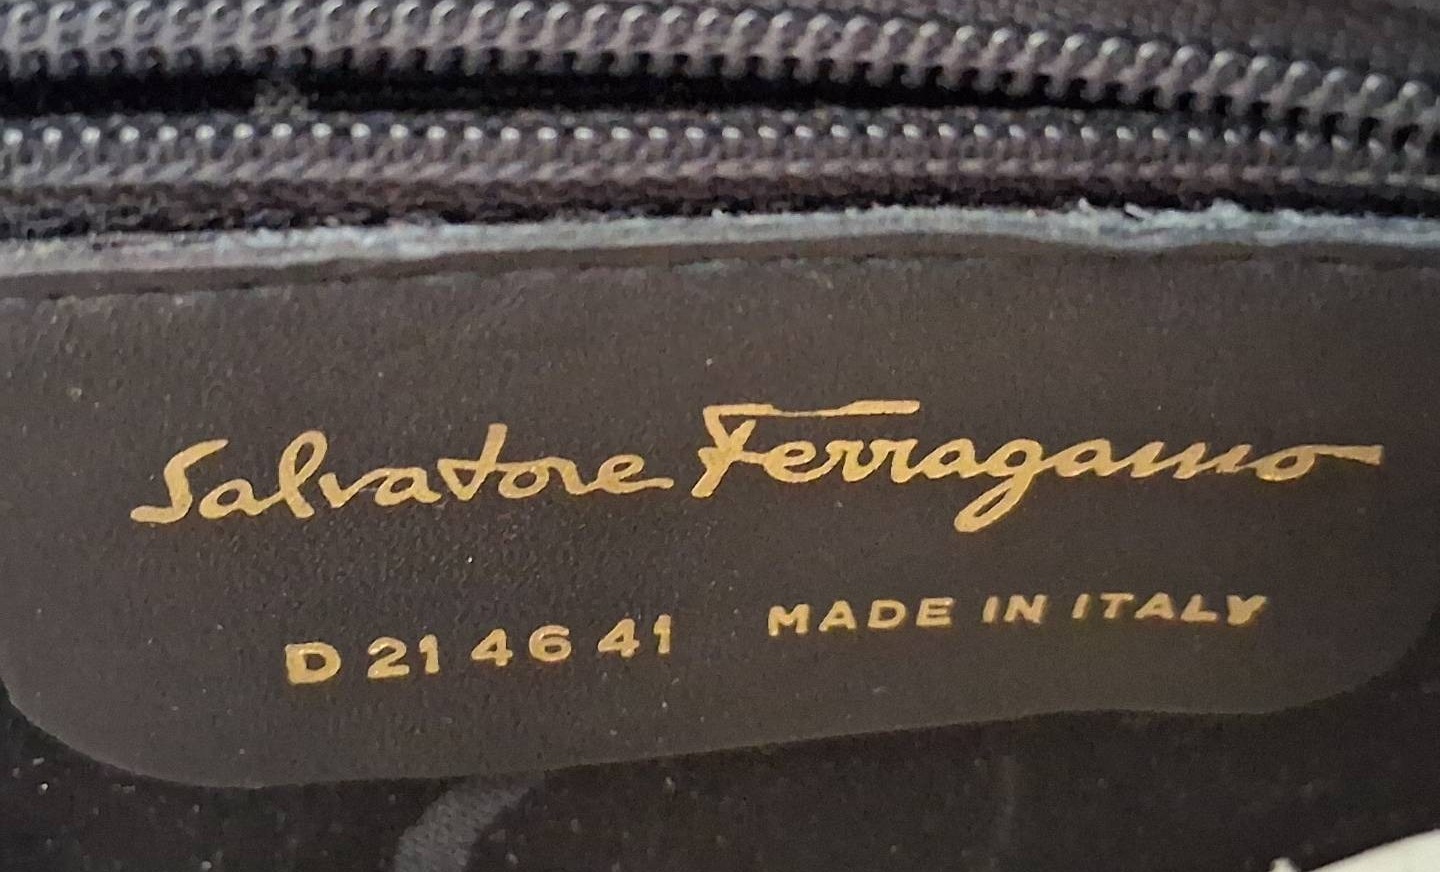 Salvatore Ferragamo
D 21 46 41 MADE IN ITALY